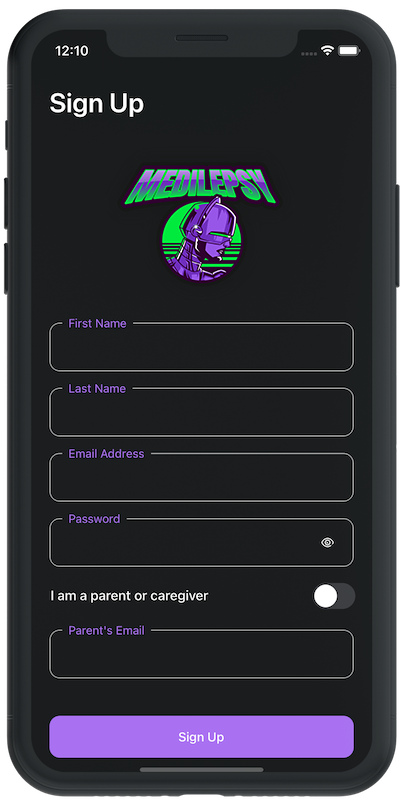 12:10
Sign Up
MEDILEPSY
First Name
Last Name
Email Address
Password
I am a parent or caregiver
Parent's Email
Sign Up